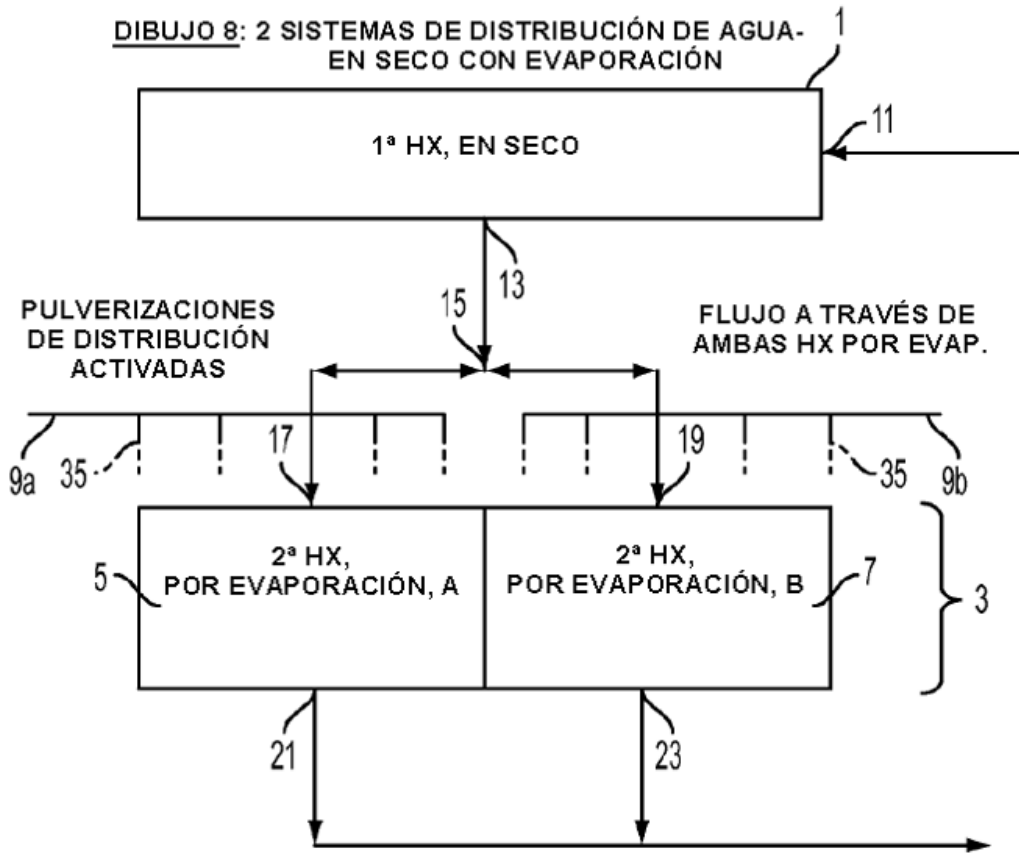 DIBUJO 8: 2 SISTEMAS DE DISTRIBUCIÓN DE AGUA-
EN SECO CON EVAPORACIÓN
1
1ª HX, EN SECO
11
13
PULVERIZACIONES
DE DISTRIBUCIÓN
ACTIVADAS
15
FLUJO A TRAVÉS DE
AMBAS HX POR EVAP.
9a
35
17
19
35
9b
5
2ª HX,
POR EVAPORACIÓN, A
2ª HX,
POR EVAPORACIÓN, B
7
3
21
23